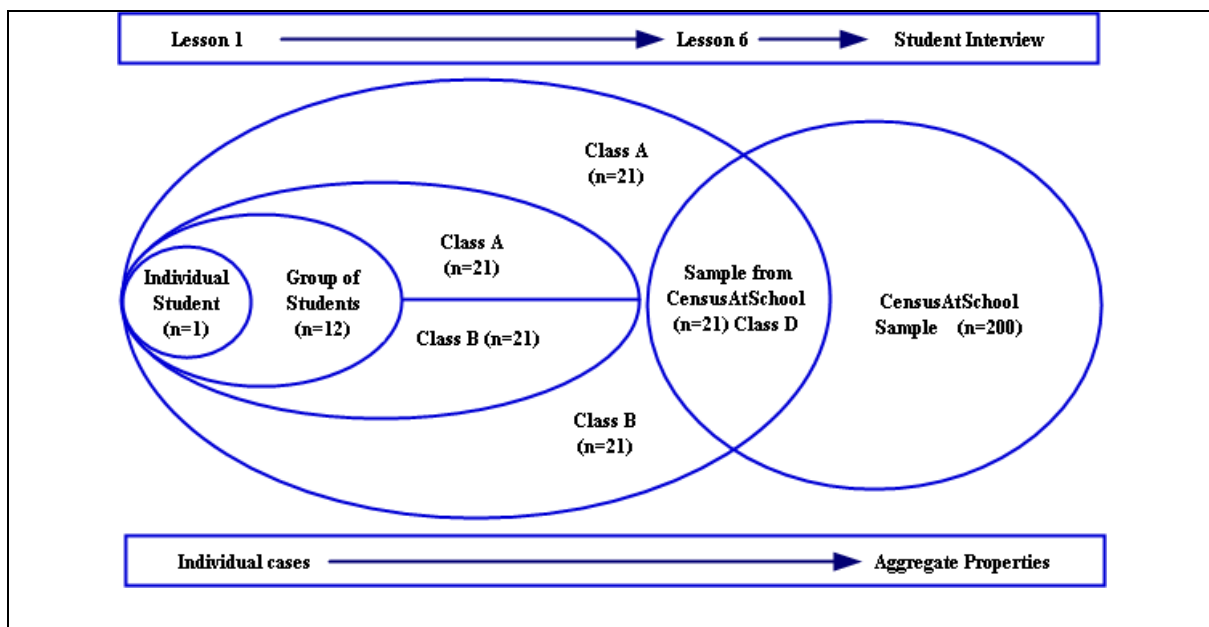 Lesson 1 Lesson 6 Student Interview
Class A
(n=21)
Individual
Student
(n=1)
Group of
Students
(n=12)
Class A
(n=21)
Class B (n=21)
Sample from
CensusAtSchool
(n=21) Class D
CensusAtSchool
Sample (n=200)
Class B
(n=21)
Individual cases Aggregate Properties